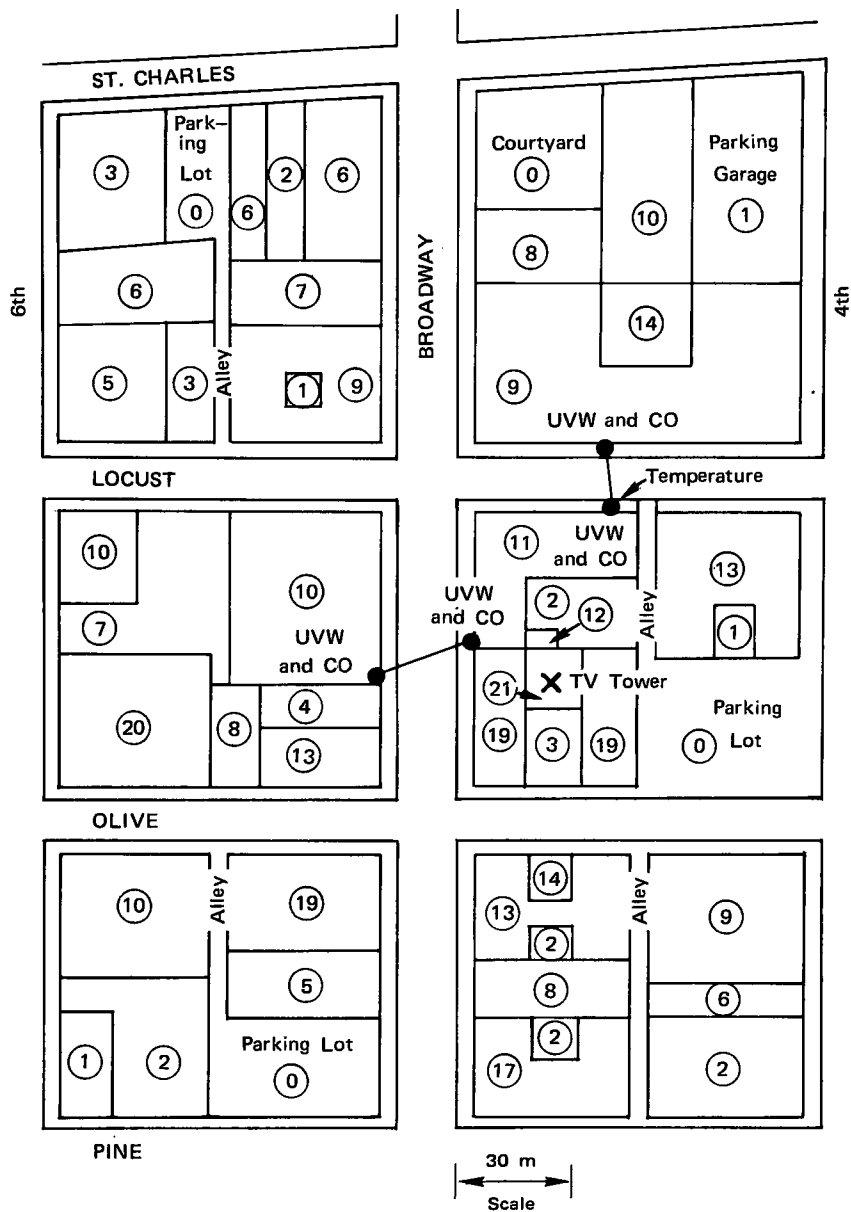 ST. CHARLES
Park-
ing
Lot
3
0
6
2
6
6
7
5
3
Alley
1
9
6th
BROADWAY
4th
Courtyard
0
Parking
Garage
1
10
8
14
9
UVW and CO
LOCUST
Temperature
10
7
10
UVW
and CO
20
8
4
13
11
UVW
and CO
UVW
and CO
2
12
Alley
13
1
21
TV Tower
19
3
19
Parking
Lot
0
OLIVE
10
Alley
19
5
1
2
Parking Lot
0
14
13
2
8
2
17
Alley
9
6
2
PINE
30 m
Scale